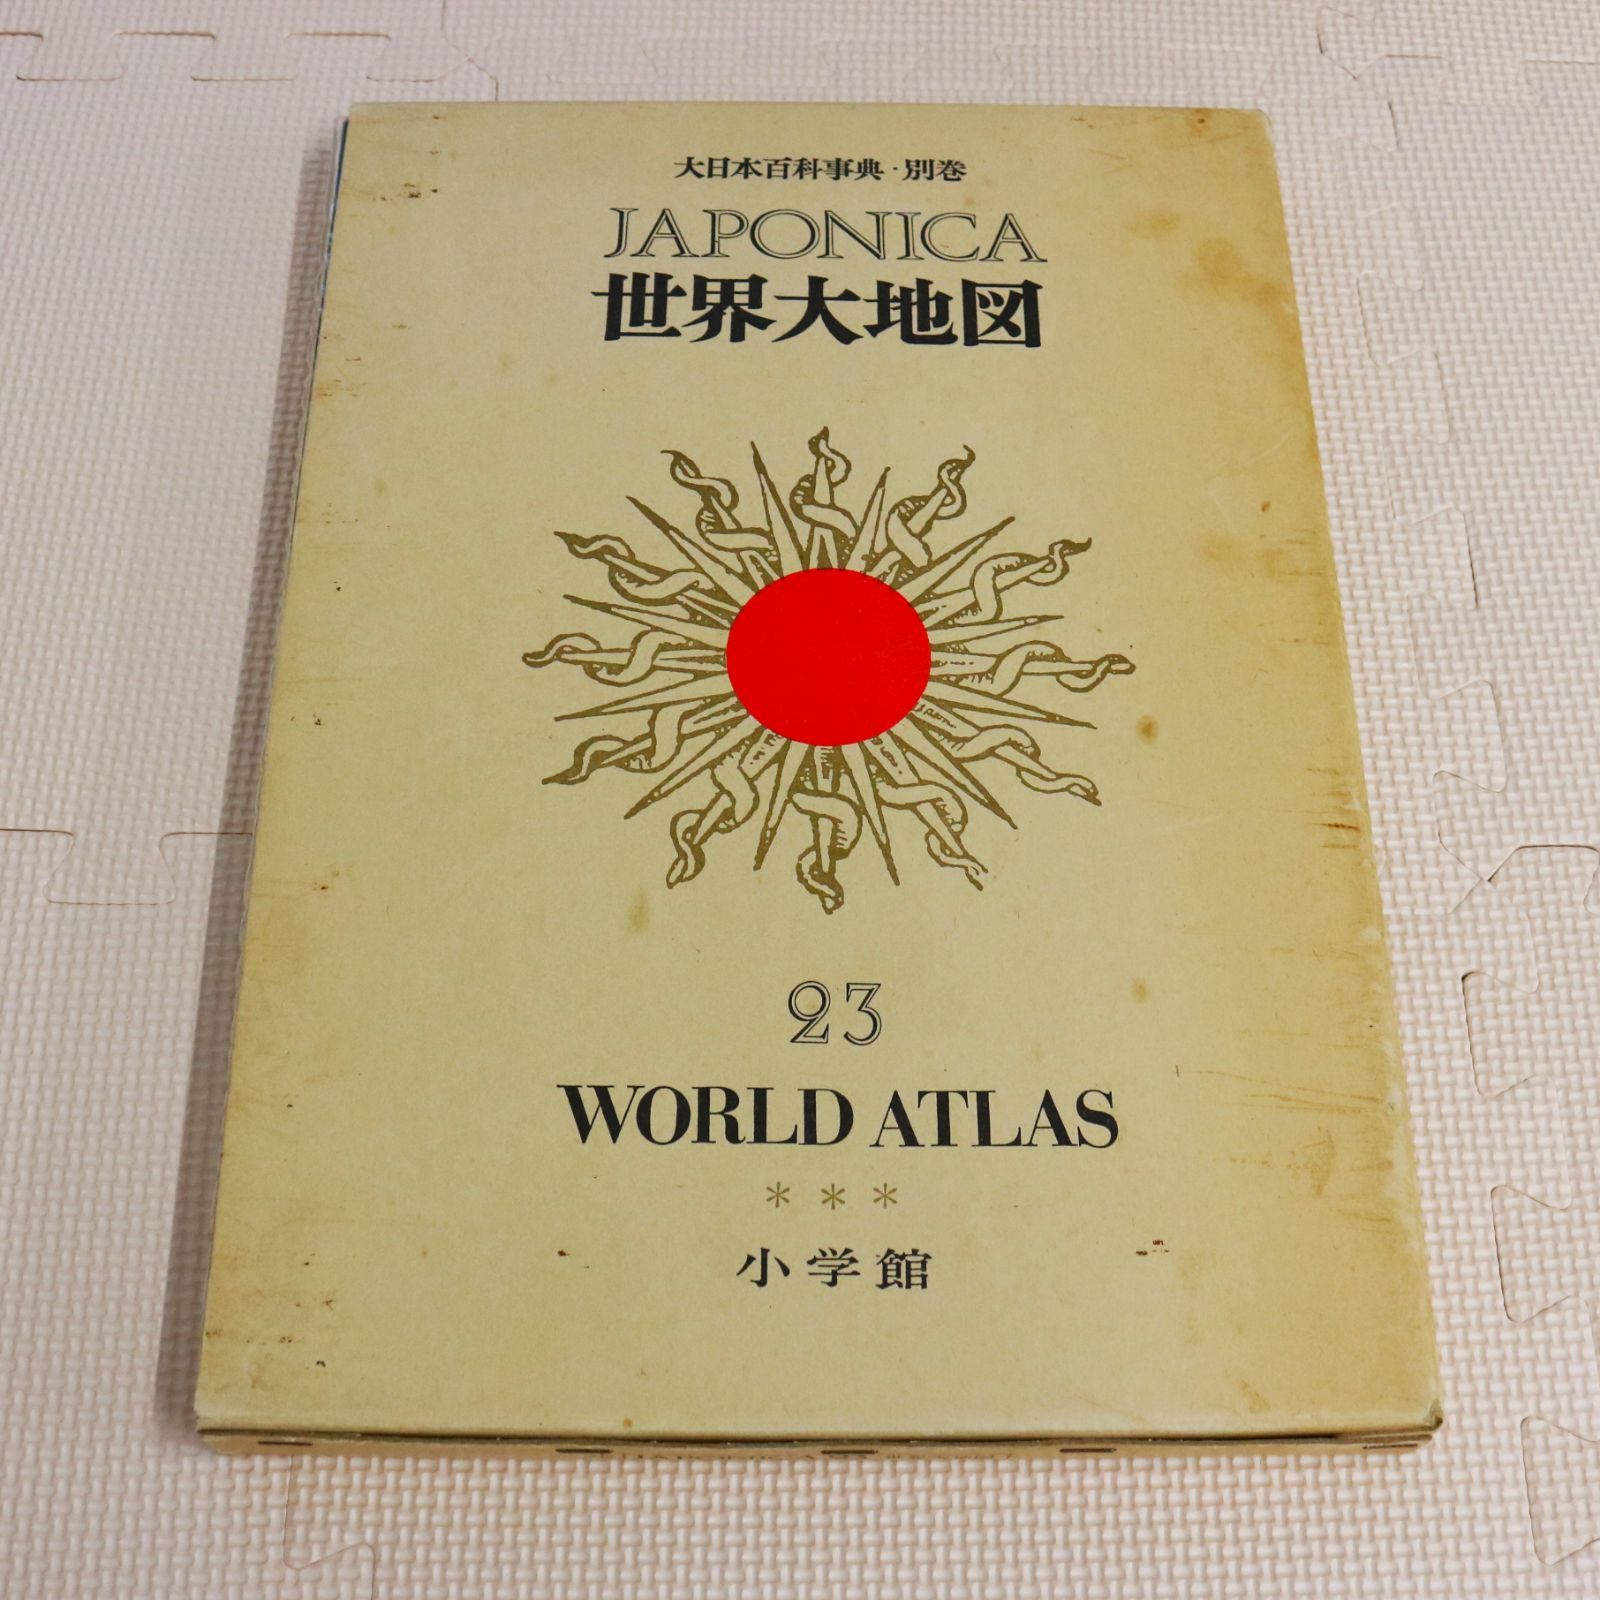 大日本百科事典・別巻
JAPONICA
世界大地図
23
WORLD ATLAS
***
小学館